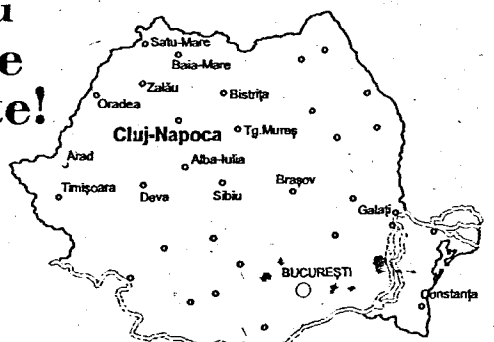 u
e
te!
Satu-Mare
Baia-Mare
Zalău
Oradea
Bistrița
Cluj-Napoca
Tg.Mureș
Arad
Alba-Iulia
Timișoara
Deva
Sibiu
Brașov
Galați
BUCUREȘTI
Constanța